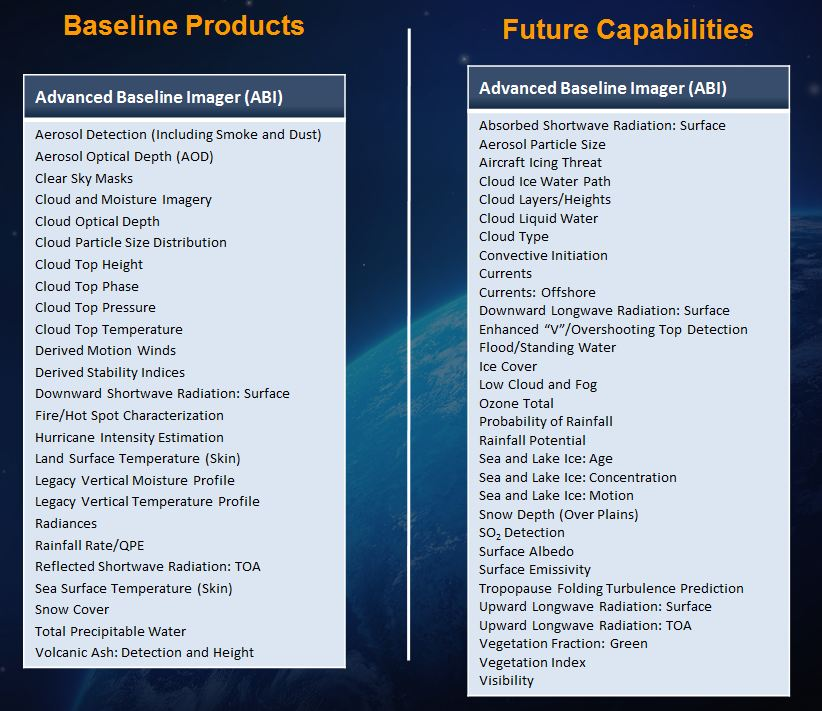 Baseline Products
Advanced Baseline Imager (ABI)
Aerosol Detection (Including Smoke and Dust)
Aerosol Optical Depth (AOD)
Clear Sky Masks
Cloud and Moisture Imagery
Cloud Optical Depth
Cloud Particle Size Distribution
Cloud Top Height
Cloud Top Phase
Cloud Top Pressure
Cloud Top Temperature
Derived Motion Winds
Derived Stability Indices
Downward Shortwave Radiation: Surface
Fire/Hot Spot Characterization
Hurricane Intensity Estimation
Land Surface Temperature (Skin)
Legacy Vertical Moisture Profile
Legacy Vertical Temperature Profile
Radiances
Rainfall Rate/QPE
Reflected Shortwave Radiation: TOA
Sea Surface Temperature (Skin)
Snow Cover
Total Precipitable Water
Volcanic Ash: Detection and Height
Future Capabilities
Advanced Baseline Imager (ABI)
Absorbed Shortwave Radiation: Surface
Aerosol Particle Size
Aircraft Icing Threat
Cloud Ice Water Path
Cloud Layers/Heights
Cloud Liquid Water
Cloud Type
Convective Initiation
Currents
Currents: Offshore
Downward Longwave Radiation: Surface
Enhanced “V”/Overshooting Top Detection
Flood/Standing Water
Ice Cover
Low Cloud and Fog
Ozone Total
Probability of Rainfall
Rainfall Potential
Sea and Lake Ice: Age
Sea and Lake Ice: Concentration
Sea and Lake Ice: Motion
Snow Depth (Over Plains)
SO₂ Detection
Surface Albedo
Surface Emissivity
Tropopause Folding Turbulence Prediction
Upward Longwave Radiation: Surface
Upward Longwave Radiation: TOA
Vegetation Fraction: Green
Vegetation Index
Visibility